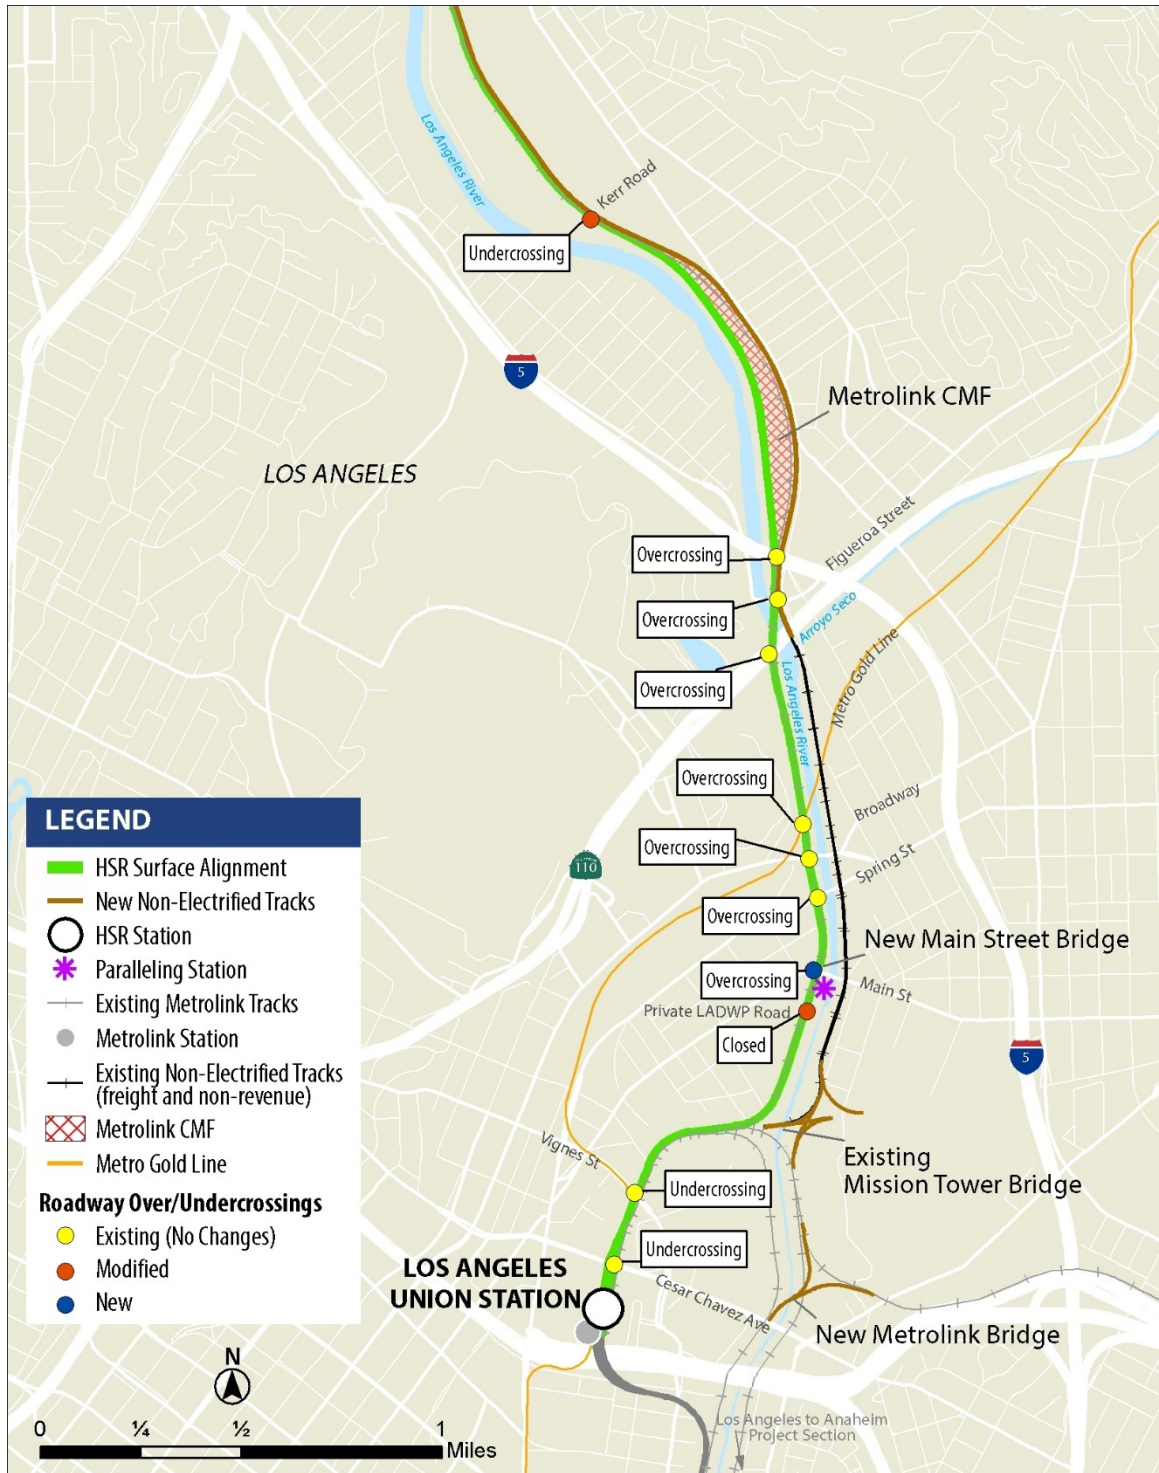 Los Angeles River
Kerr Road
Undercrossing
5
Metrolink CMF
LOS ANGELES
Figueroa Street
Overcrossing
Arroyo Seco
Overcrossing
Overcrossing
Los Angeles River
Metro Gold Line
Overcrossing
Broadway
Overcrossing
Spring St
110
Overcrossing
New Main Street Bridge
Overcrossing
Main St
Private LADWP Road
Closed
5
Existing
Mission Tower Bridge
Vignes St
Undercrossing
Undercrossing
LOS ANGELES
UNION STATION
Cesar Chavez Ave
New Metrolink Bridge
Los Angeles to Anaheim
Project Section
LEGEND
HSR Surface Alignment
New Non-Electrified Tracks
HSR Station
Paralleling Station
Existing Metrolink Tracks
Metrolink Station
Existing Non-Electrified Tracks
(freight and non-revenue)
Metrolink CMF
Metro Gold Line
Roadway Over/Undercrossings
Existing (No Changes)
Modified
New
N
0 ¼ ½ 1
Miles